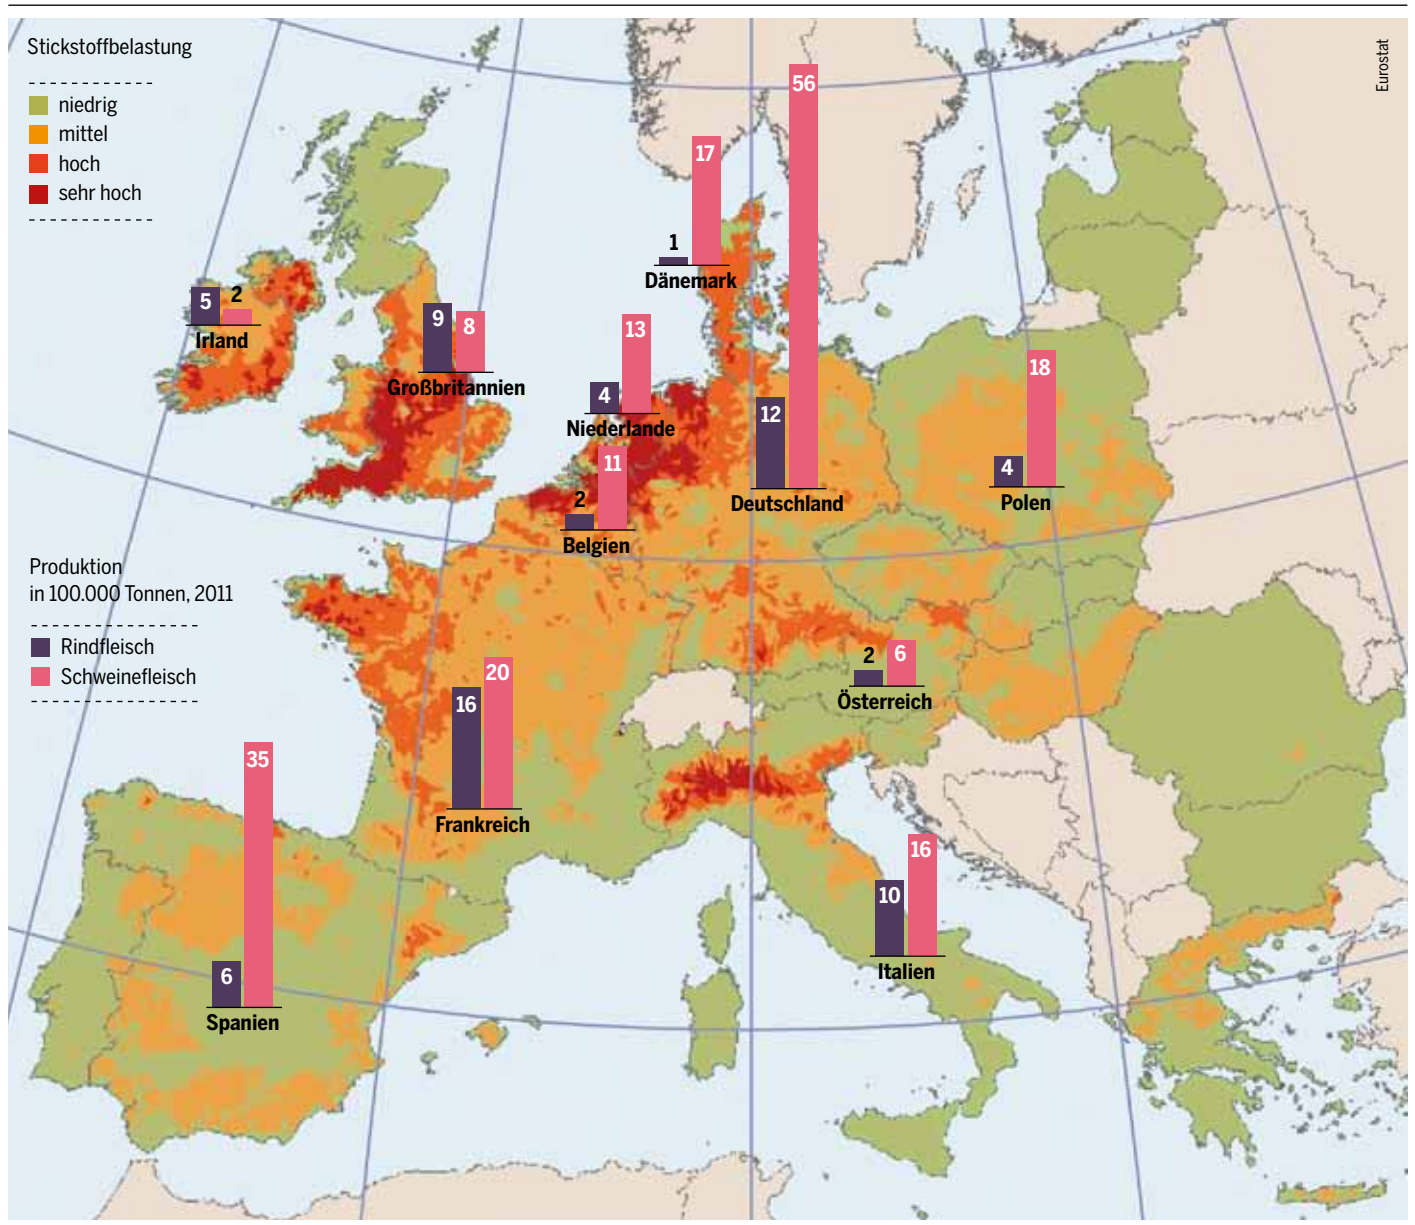 Stickstoffbelastung
niedrig
mittel
hoch
sehr hoch
Eurostat
56
17
1
Dänemark
5
2
Irland
9
8
Großbritannien
13
4
Niederlande
12
Deutschland
18
4
Polen
11
2
Belgien
Produktion
in 100.000 Tonnen, 2011
Rindfleisch
Schweinefleisch
2
6
Österreich
16
20
Frankreich
35
6
Spanien
10
16
Italien